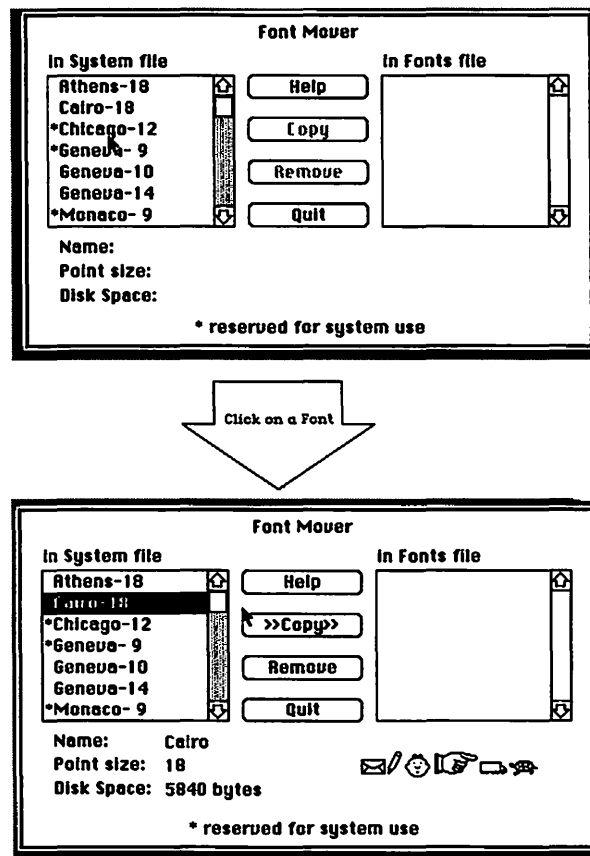 Font Mover
In System file
In Fonts file
Athens-18
Cairo-18
*Chicago-12
*Geneva- 9
Geneva-10
Geneva-14
*Monaco- 9
Help
Copy
Remove
Quit
Name:
Point size:
Disk Space:
* reserved for system use
Click on a Font
Font Mover
In System file
In Fonts file
Athens-18
Cairo-18
*Chicago-12
*Geneva- 9
Geneva-10
Geneva-14
*Monaco- 9
Help
>>Copy>>
Remove
Quit
Name: Cairo
Point size: 18
Disk Space: 5840 bytes
* reserved for system use